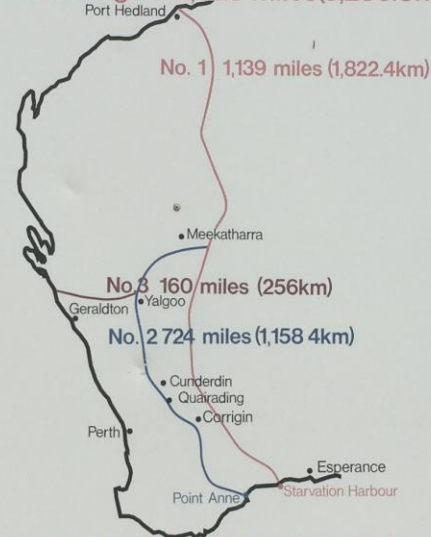 Port Hedland
No. 1 1,139 miles (1,822.4km)
Meekatharra
No.3 160 miles (256km)
Yalgoo
Geraldton
No. 2 724 miles (1,158 4km)
Cunderdin
Quairading
Corrigin
Perth
Esperance
Point Anne
Starvation Harbour